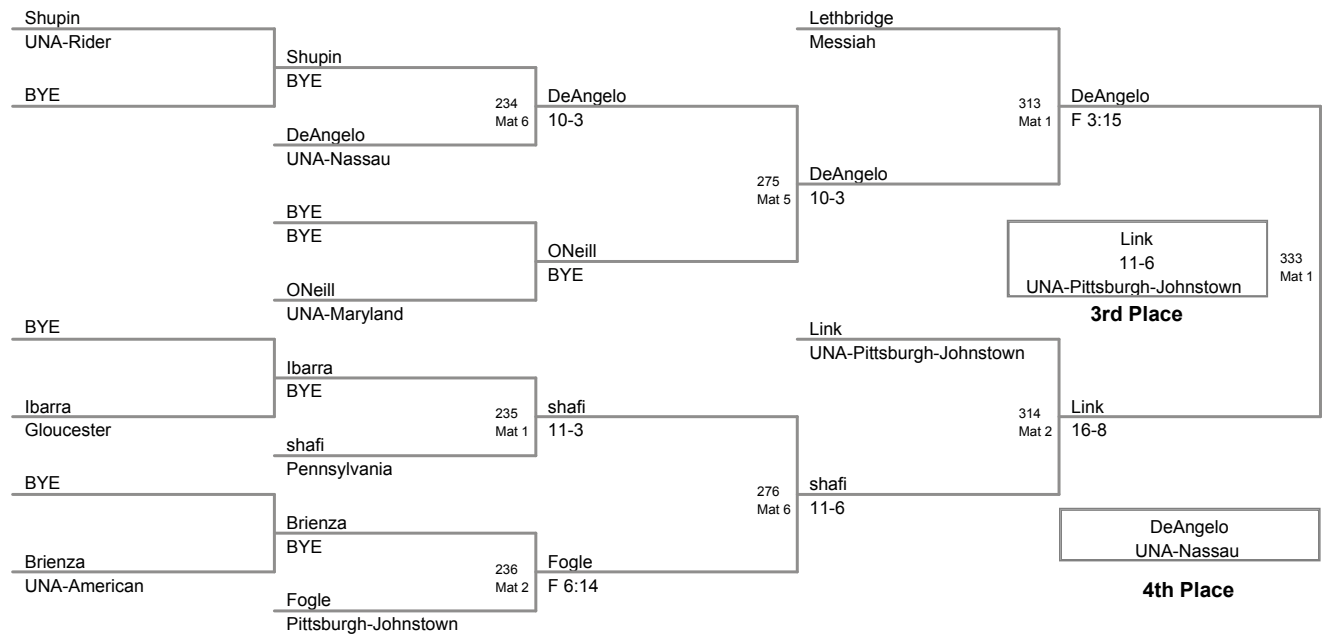 Shupin
UNA-Rider
BYE
Shupin
BYE
234
Mat 6
DeAngelo
UNA-Nassau
DeAngelo
10-3
BYE
BYE
ONeill
UNA-Maryland
ONeill
BYE
275
Mat 5
DeAngelo
10-3
Lethbridge
Messiah
313
Mat 1
DeAngelo
F 3:15
Link
11-6
UNA-Pittsburgh-Johnstown
3rd Place
333
Mat 1
BYE
Ibarra
Gloucester
Ibarra
BYE
235
Mat 1
shafi
Pennsylvania
shafi
11-3
BYE
Brienza
UNA-American
Brienza
BYE
236
Mat 2
Fogle
Pittsburgh-Johnstown
Fogle
F 6:14
276
Mat 6
shafi
11-6
Link
UNA-Pittsburgh-Johnstown
314
Mat 2
Link
16-8
DeAngelo
UNA-Nassau
4th Place